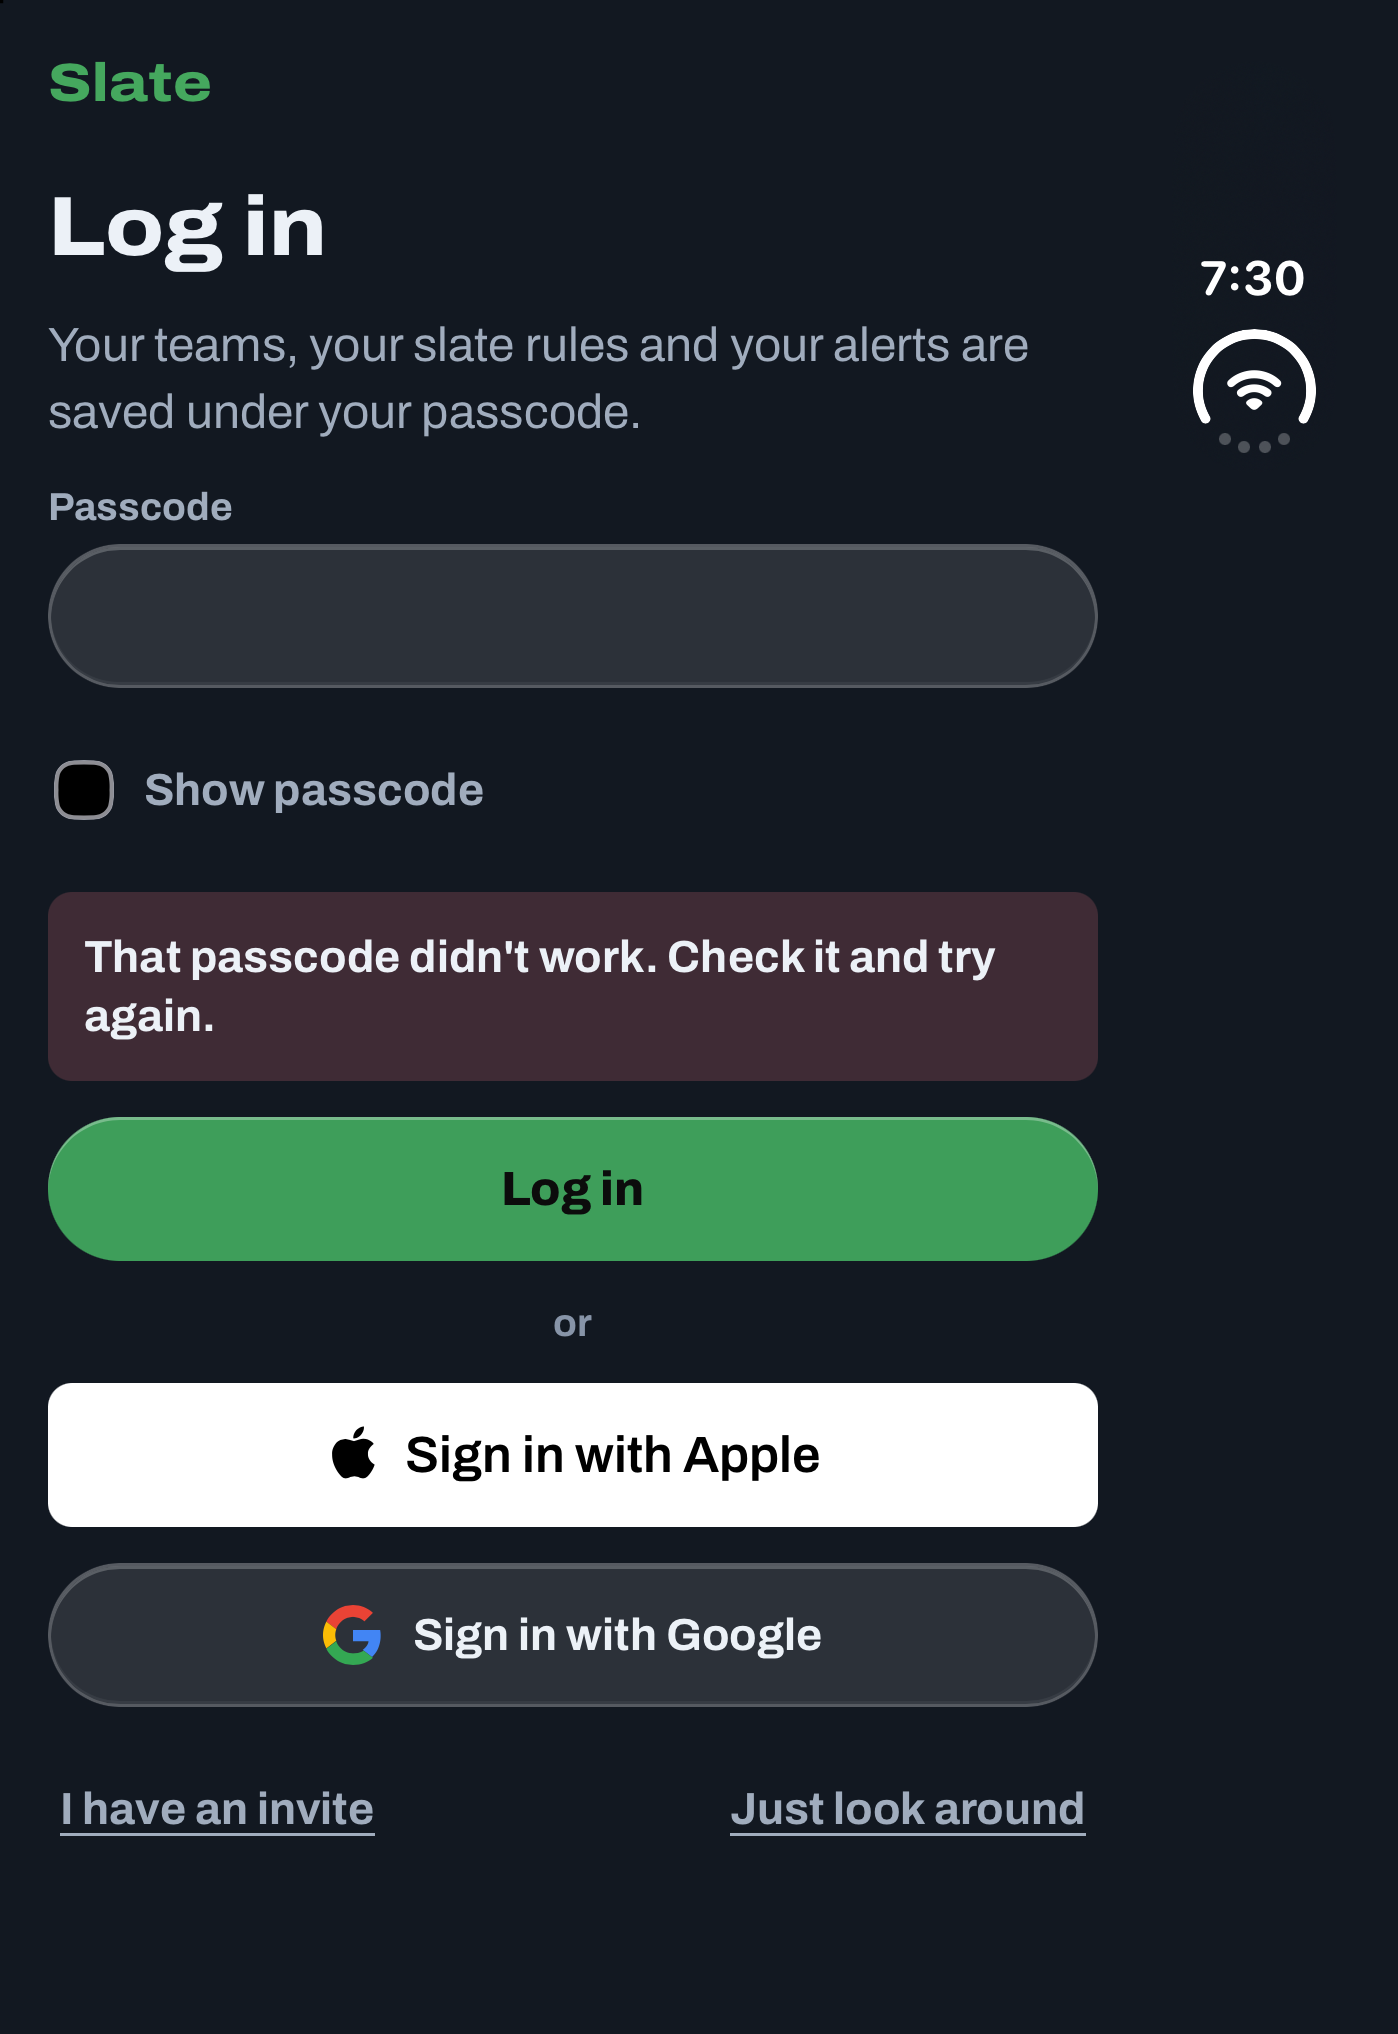 Slate
Log in
7:30
Your teams, your slate rules and your alerts are
saved under your passcode.
Passcode
Show passcode
That passcode didn't work. Check it and try
again.
Log in
or
Sign in with Apple
Sign in with Google
I have an invite
Just look around